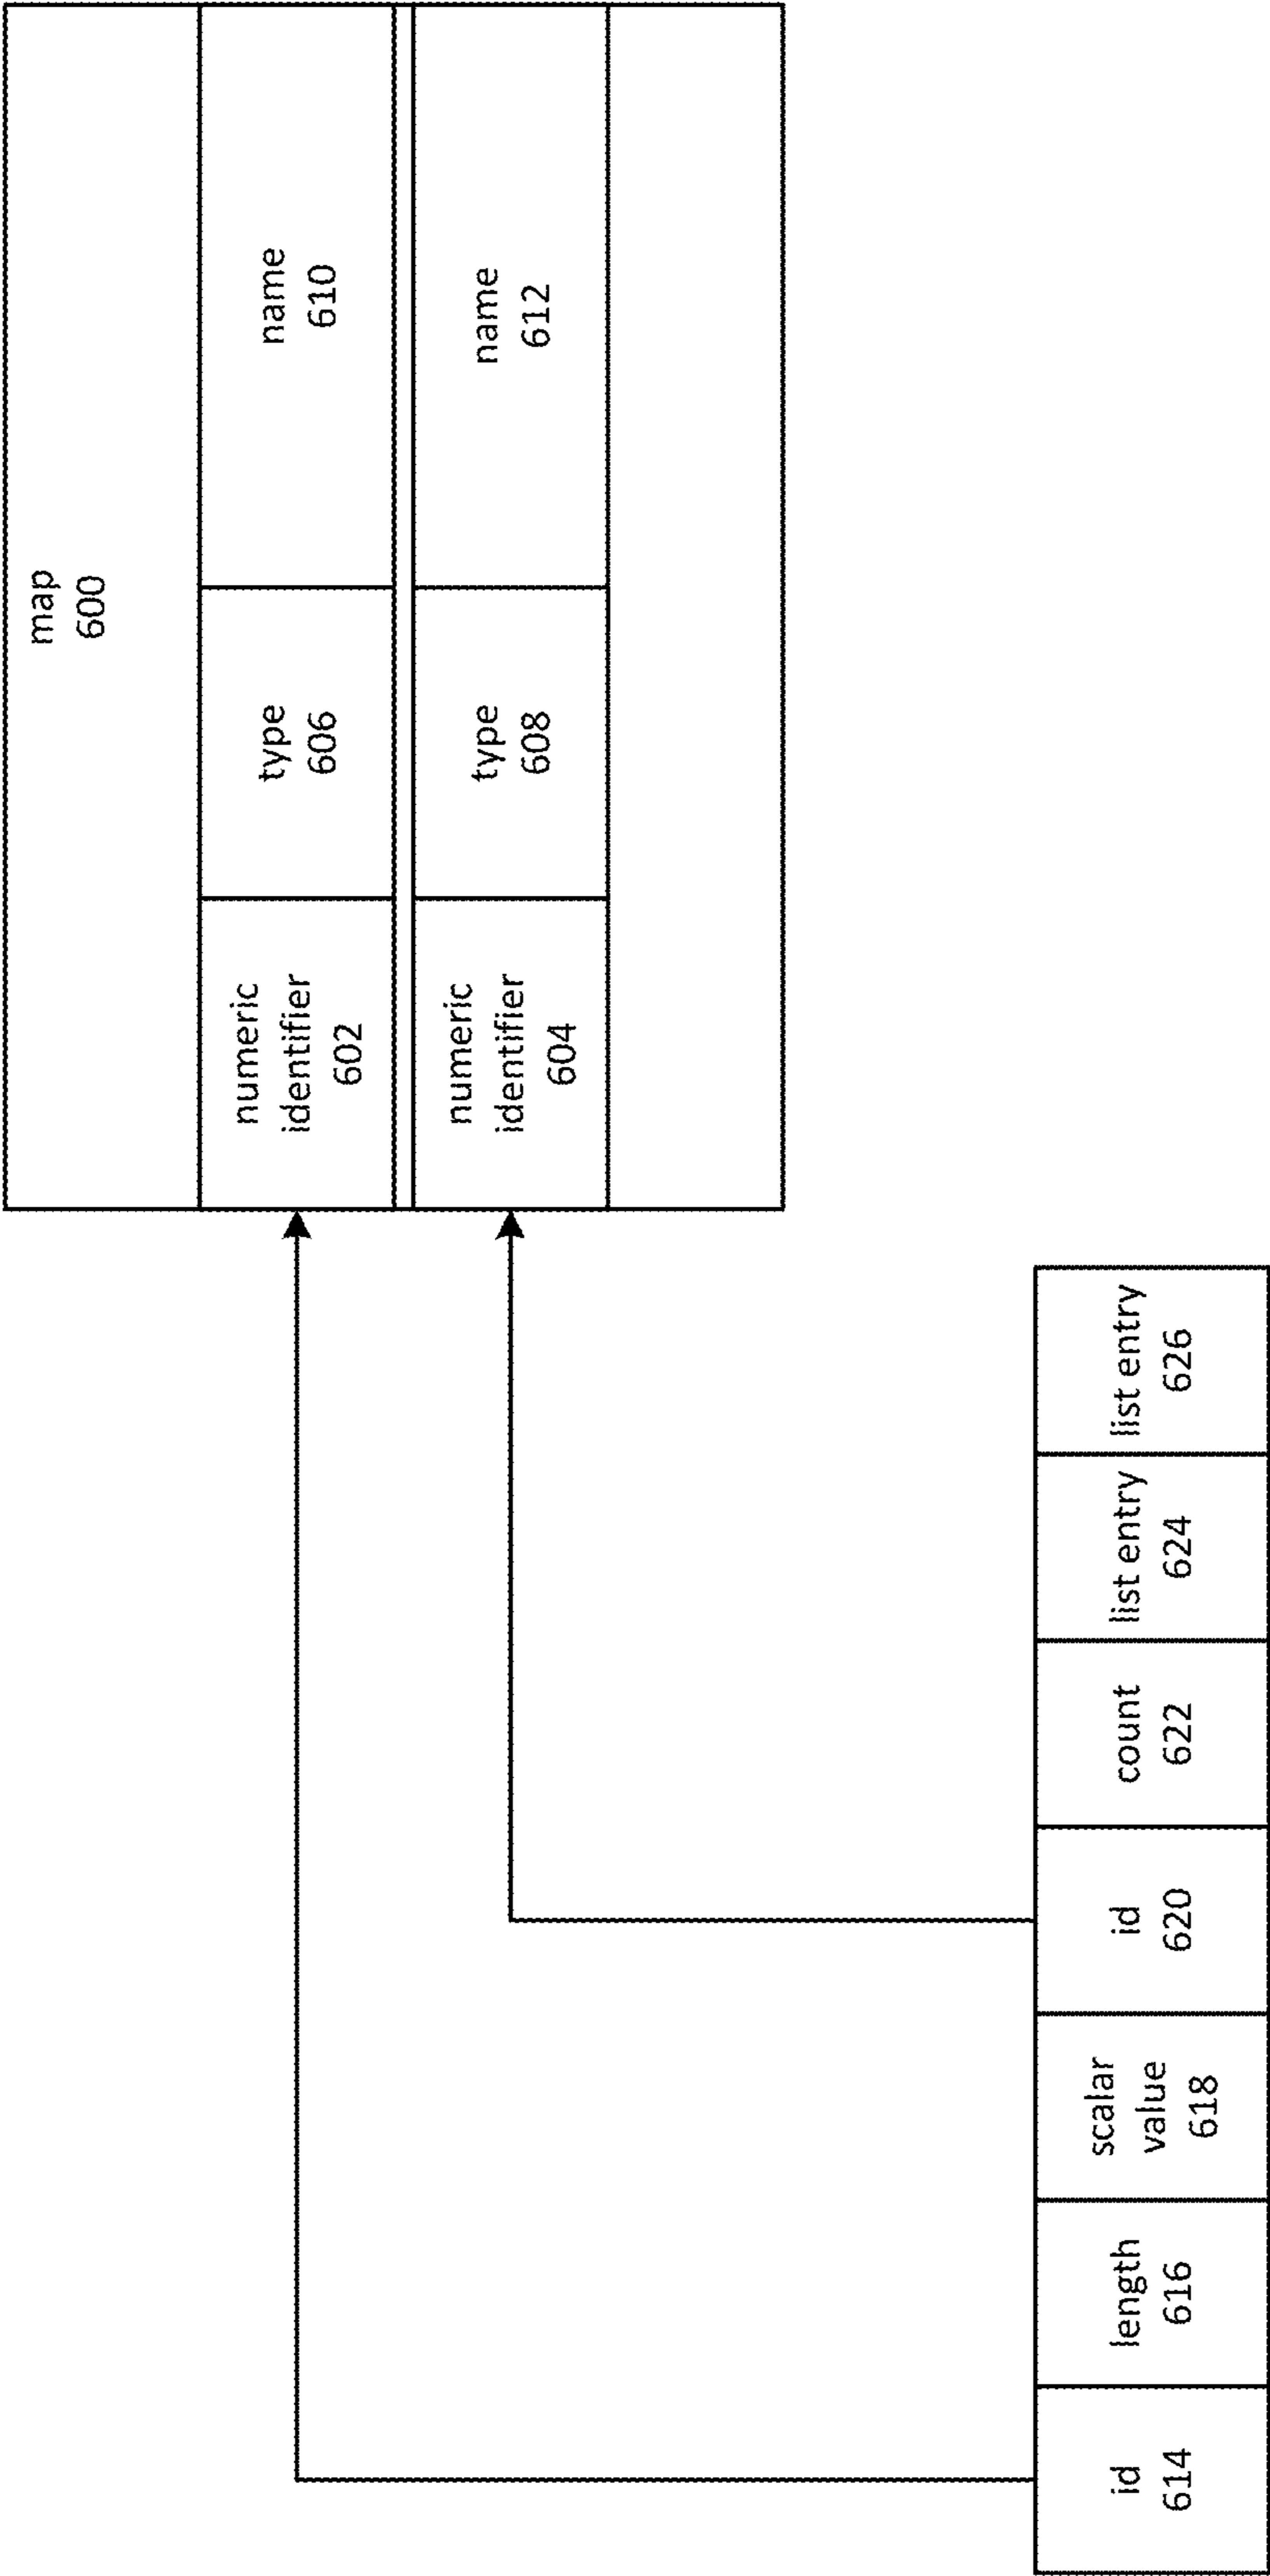 map
600
numeric
identifier
602
type
606
name
610
numeric
identifier
604
type
608
name
612
id
614
length
616
scalar
value
618
id
620
count
622
list entry
624
list entry
626